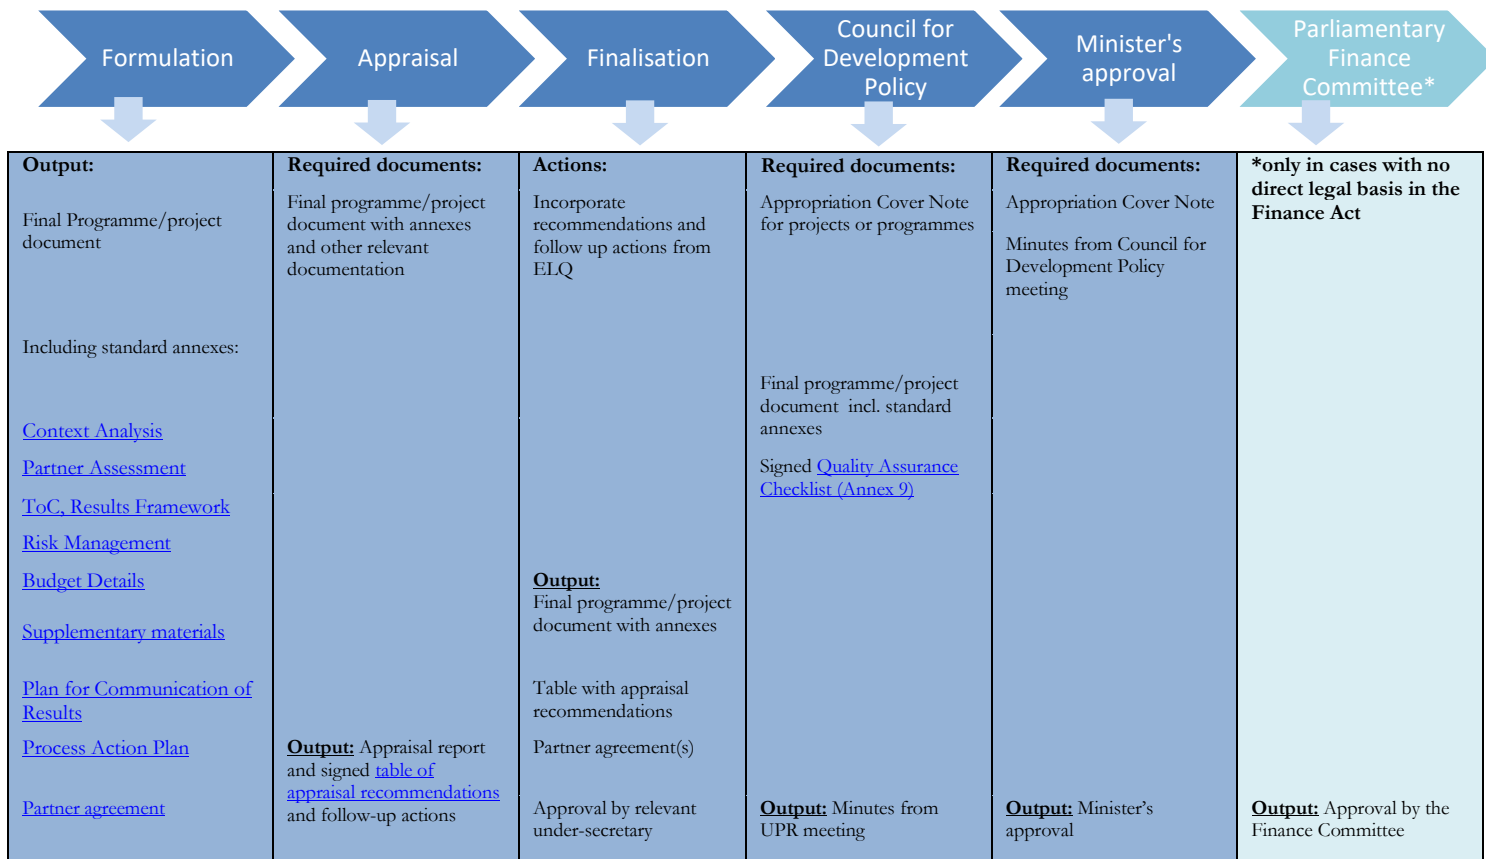 Formulation
Appraisal
Finalisation
Council for
Development
Policy
Minister's
approval
Parliamentary
Finance
Committee*
Output:
Final Programme/project
document
Including standard annexes:
Context Analysis
Partner Assessment
ToC, Results Framework
Risk Management
Budget Details
Supplementary materials
Plan for Communication of
Results
Process Action Plan
Partner agreement
Required documents:
Final programme/project
document with annexes
and other relevant
documentation
Output: Appraisal report
and signed table of
appraisal recommendations
and follow-up actions
Actions:
Incorporate
recommendations and
follow up actions from
ELQ
Output:
Final programme/project
document with annexes
Table with appraisal
recommendations
Partner agreement(s)
Approval by relevant
under-secretary
Required documents:
Appropriation Cover Note
for projects or programmes
Final programme/project
document incl. standard
annexes
Signed Quality Assurance
Checklist (Annex 9)
Output: Minutes from
UPR meeting
Required documents:
Appropriation Cover Note
Minutes from Council for
Development Policy
meeting
Output: Minister's
approval
*only in cases with no
direct legal basis in the
Finance Act
Output: Approval by the
Finance Committee